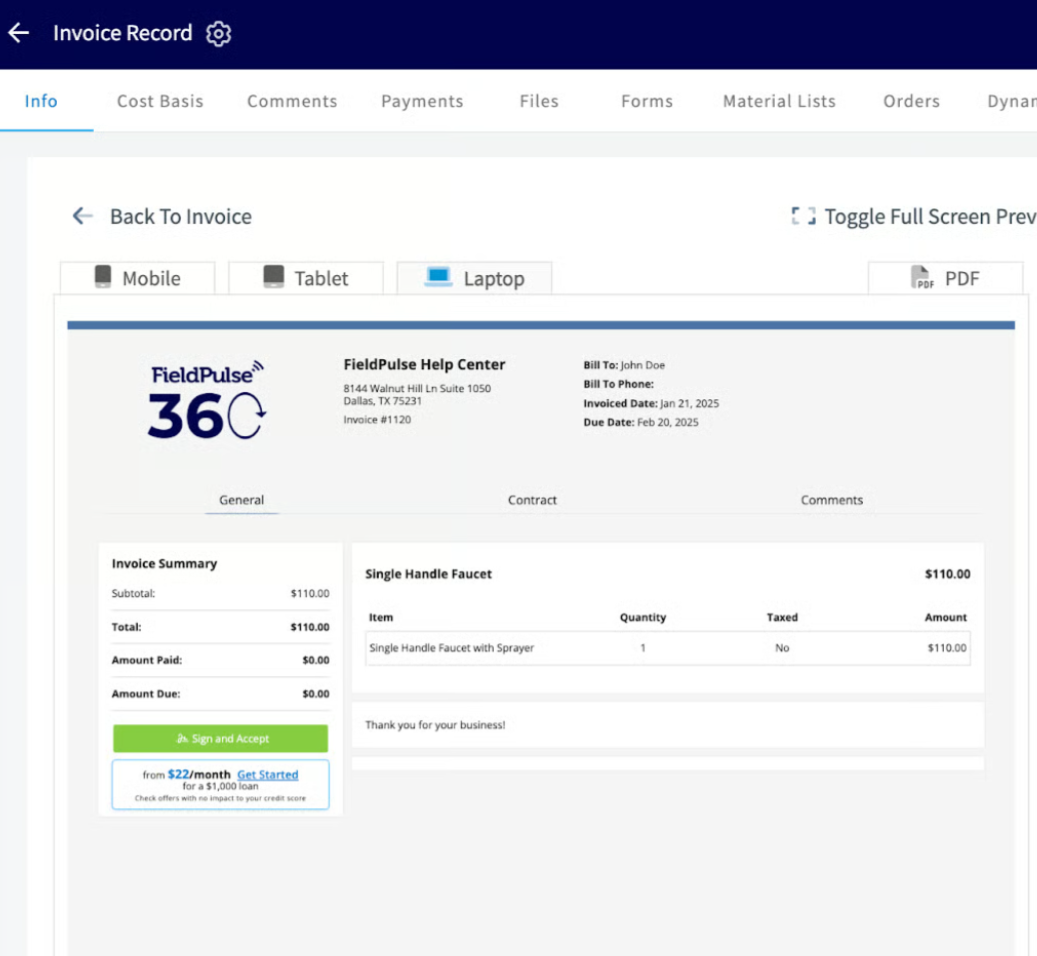 Invoice Record
Info Cost Basis Comments Payments Files Forms Material Lists Orders Dynam
Back To Invoice
Toggle Full Screen Prev
Mobile Tablet Laptop PDF
FieldPulse
360
FieldPulse Help Center
8144 Walnut Hill Ln Suite 1050
Dallas, TX 75231
Invoice #1120
Bill To: John Doe
Bill To Phone:
Invoiced Date: Jan 21, 2025
Due Date: Feb 20, 2025
General Contract Comments
Invoice Summary
Subtotal: $110.00
Total: $110.00
Amount Paid: $0.00
Amount Due: $0.00
Sign and Accept
from $22/month Get Started
for a $1,000 loan
Check offers with no impact to your credit score
Single Handle Faucet $110.00
Item Quantity Taxed Amount
Single Handle Faucet with Sprayer 1 No $110.00
Thank you for your business!